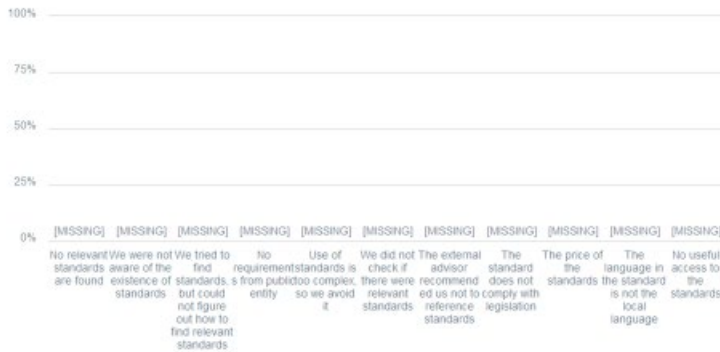 100%
75%
50%
25%
0%
[MISSING] [MISSING] [MISSING] [MISSING] [MISSING] [MISSING] [MISSING] [MISSING] [MISSING] [MISSING] [MISSING]
No relevant
standards
are found
We were not
aware of the
existence of
standards
We tried to
find
standards,
but could
not figure
out how to
find relevant
standards
No
requirement
s from public
entity
Use of
standards is
too complex,
so we avoid
it
We did not
check if
there were
relevant
standards
The external
advisor
recommend
ed us not to
reference
standards
The
standard
does not
comply with
legislation
The price of
the
standards
The
language in
the standard
is not the
local
language
No useful
access to
the
standards